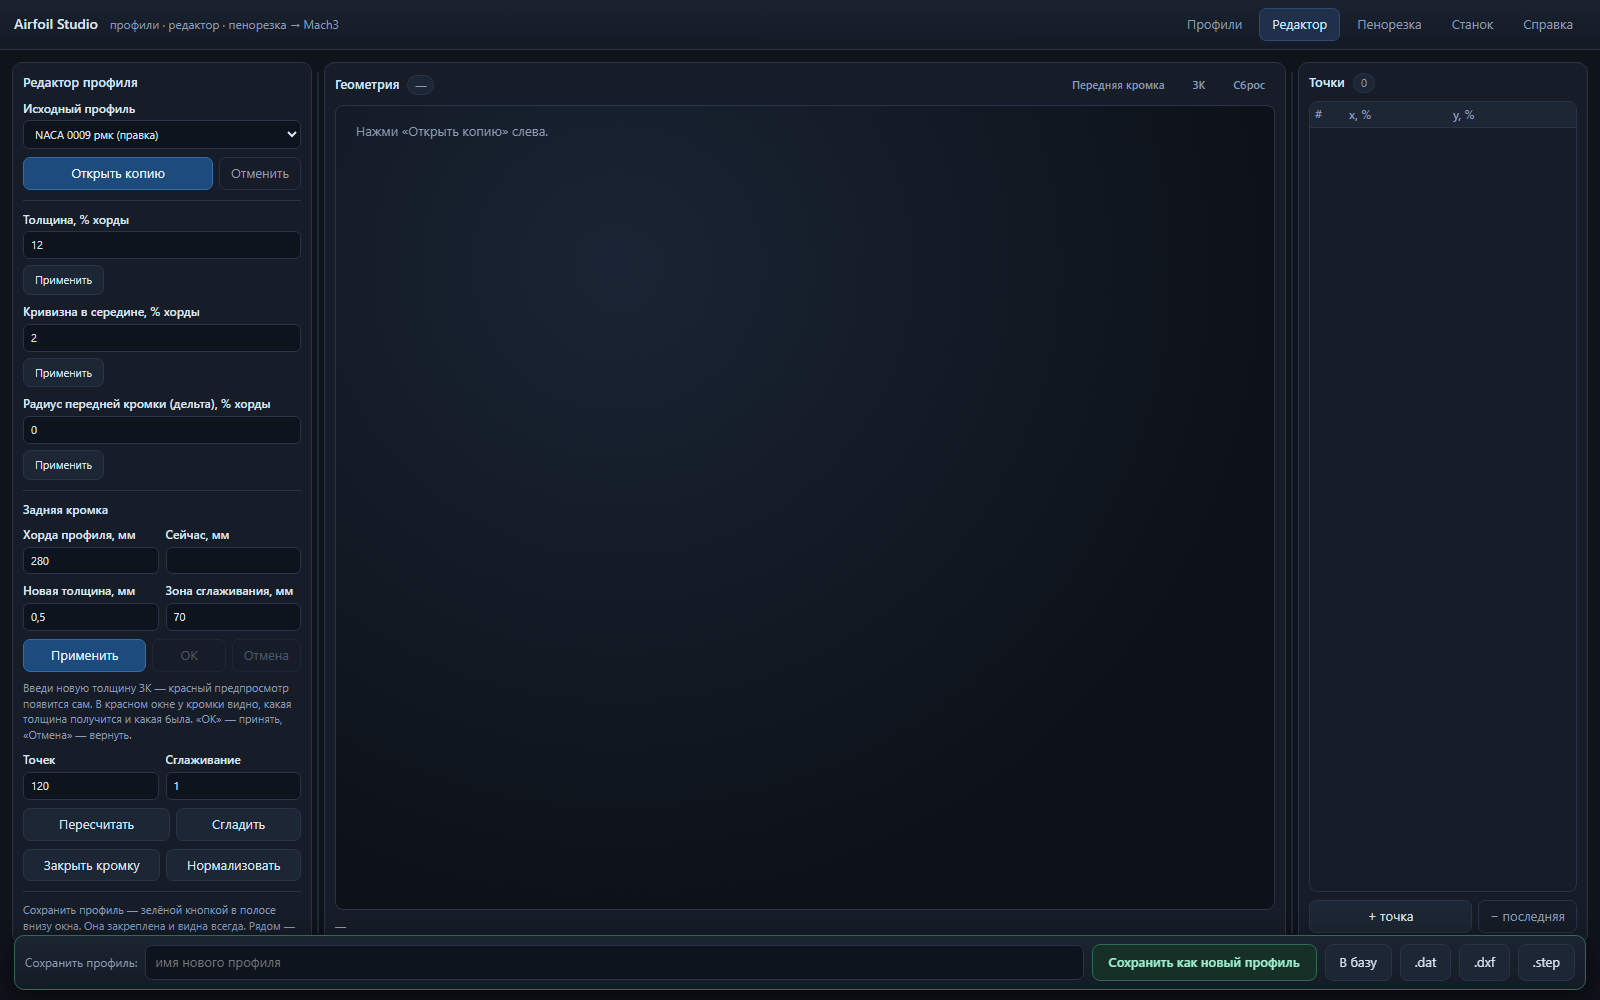 Airfoil Studio профили · редактор · пенорезка → Mach3
Профили Редактор Пенорезка Станок Справка
Редактор профиля
Исходный профиль
NACA 0009 рмк (правка)
Открыть копию Отменить
Толщина, % хорды
12
Применить
Кривизна в середине, % хорды
2
Применить
Радиус передней кромки (дельта), % хорды
0
Применить
Задняя кромка
Хорда профиля, мм Сейчас, мм
280
Новая толщина, мм Зона сглаживания, мм
0,5 70
Применить ОК Отмена
Введи новую толщину ЗК — красный предпросмотр
появится сам. В красном окне у кромки видно, какая
толщина получится и какая была. «ОК» — принять,
«Отмена» — вернуть.
Точек Сглаживание
120 1
Пересчитать Сгладить
Закрыть кромку Нормализовать
Сохранить профиль — зелёной кнопкой в полосе
внизу окна. Она закреплена и видна всегда. Рядом —
Геометрия —
Передняя кромка ЗК Сброс
Нажми «Открыть копию» слева.
—
Точки 0
# x, % y, %
+ точка − последняя
Сохранить профиль: имя нового профиля Сохранить как новый профиль В базу .dat .dxf .step